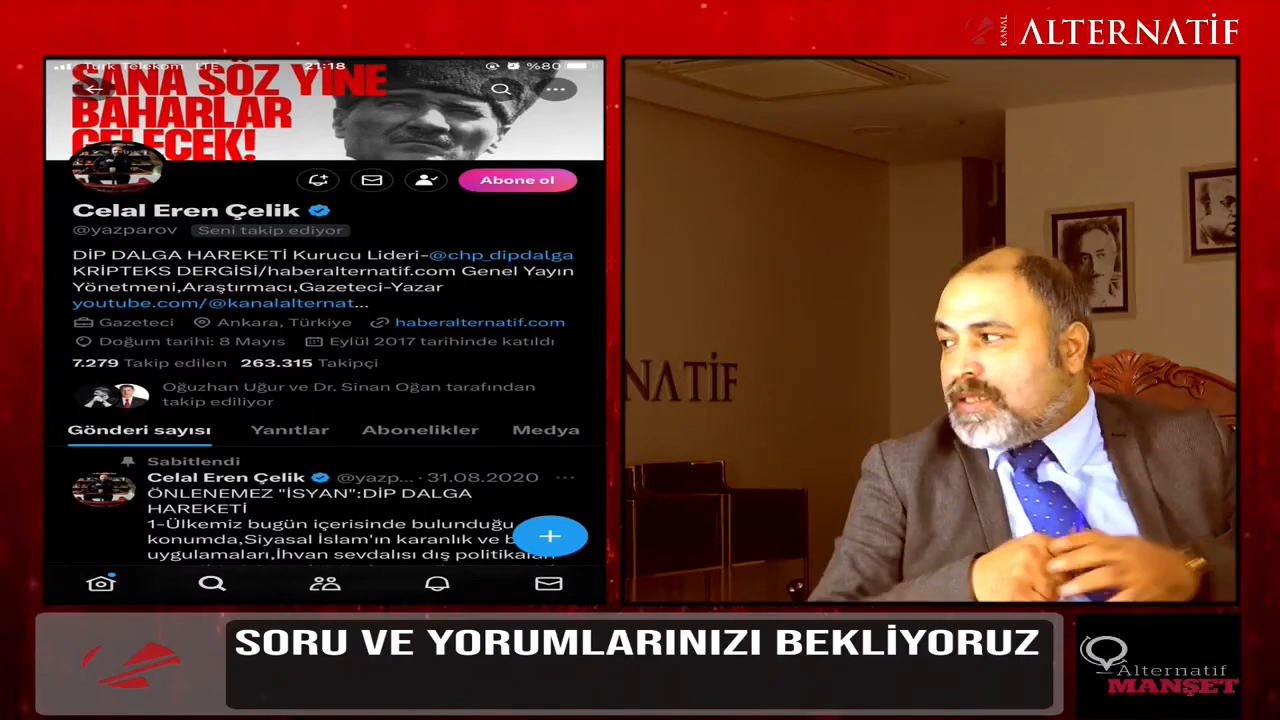 KANAL ALTERNATİF
Türk Telekom LTE 21:18 %80
SANA SÖZ YİNE
BAHARLAR
GELECEK!
Abone ol
Celal Eren Çelik
@yazparov Seni takip ediyor
DİP DALGA HAREKETİ Kurucu Lideri-@chp_dipdalga
KRİPTEKS DERGİSİ/haberalternatif.com Genel Yayın
Yönetmeni,Araştırmacı,Gazeteci-Yazar
youtube.com/@kanalalternat...
Gazeteci Ankara, Türkiye haberalternatif.com
Doğum tarihi: 8 Mayıs Eylül 2017 tarihinde katıldı
7.279 Takip edilen 263.315 Takipçi
Oğuzhan Uğur ve Dr. Sinan Oğan tarafından
takip ediliyor
Gönderi sayısı Yanıtlar Abonelikler Medya
Sabitlendi
Celal Eren Çelik @yazp... · 31.08.2020
ÖNLENEMEZ "İSYAN":DİP DALGA
HAREKETİ
1-Ülkemiz bugün içerisinde bulunduğu
konumda,Siyasal İslam'ın karanlık ve b
uygulamaları,İhvan sevdalısı dış politikaları
NATİF
SORU VE YORUMLARINIZI BEKLİYORUZ
Alternatif
MANŞET